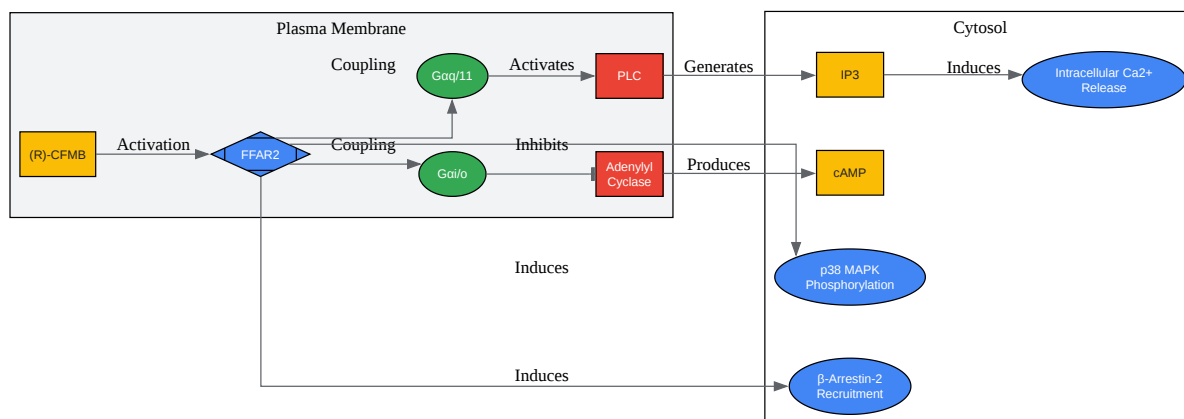 Plasma Membrane
Cytosol
Coupling
Gαq/11
Activates
PLC
Generates
IP3
Induces
Intracellular Ca2+
Release
(R)-CFMB
Activation
FFAR2
Coupling
Gαi/o
Inhibits
Adenylyl
Cyclase
Produces
cAMP
Induces
p38 MAPK
Phosphorylation
Induces
β-Arrestin-2
Recruitment